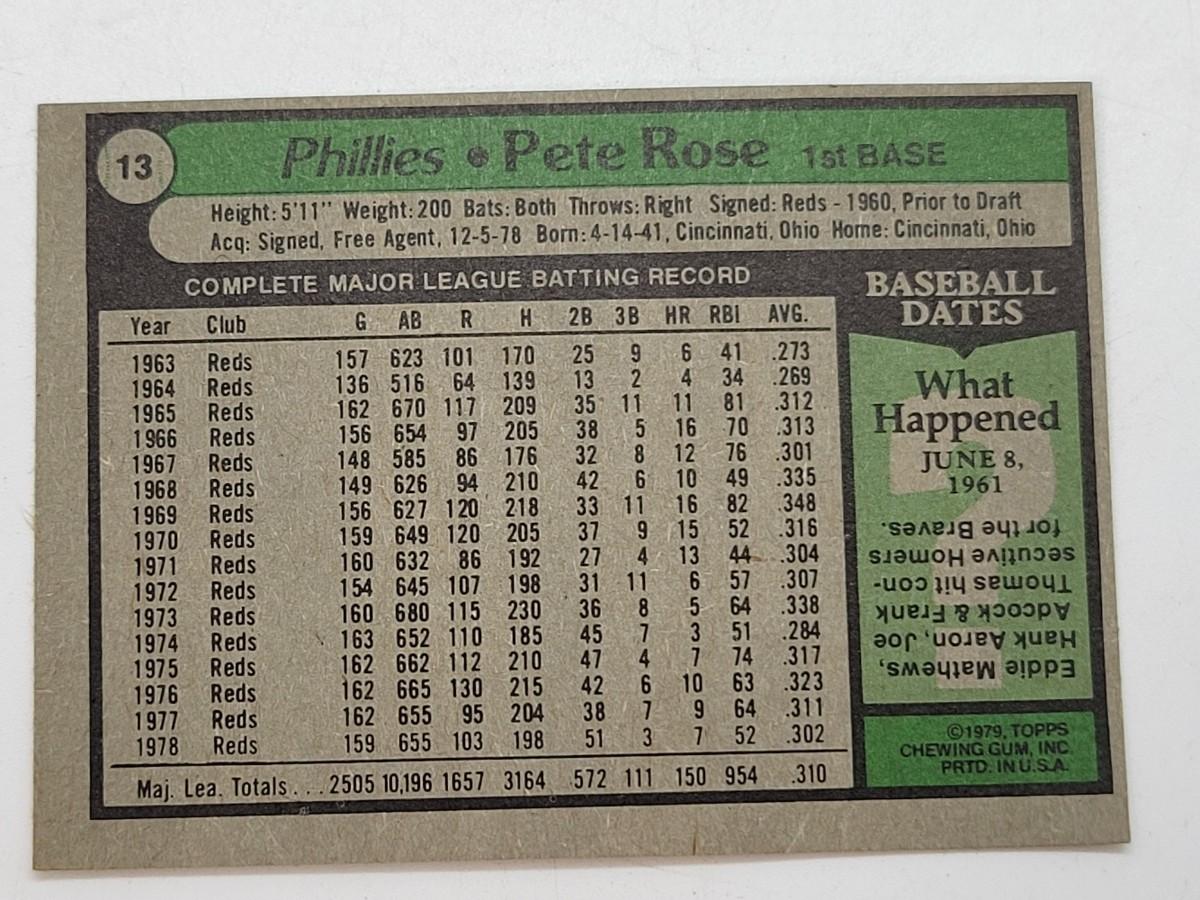 13
Phillies • Pete Rose 1st BASE
Height: 5'11" Weight: 200 Bats: Both Throws: Right Signed: Reds - 1960, Prior to Draft
Acq: Signed, Free Agent, 12-5-78 Born: 4-14-41, Cincinnati, Ohio Home: Cincinnati, Ohio
COMPLETE MAJOR LEAGUE BATTING RECORD
Year Club G AB R H 2B 3B HR RBI AVG.
1963 Reds 157 623 101 170 25 9 6 41 .273
1964 Reds 136 516 64 139 13 2 4 34 .269
1965 Reds 162 670 117 209 35 11 11 81 .312
1966 Reds 156 654 97 205 38 5 16 70 .313
1967 Reds 148 585 86 176 32 8 12 76 .301
1968 Reds 149 626 94 210 42 6 10 49 .335
1969 Reds 156 627 120 218 33 11 16 82 .348
1970 Reds 159 649 120 205 37 9 15 52 .316
1971 Reds 160 632 86 192 27 4 13 44 .304
1972 Reds 154 645 107 198 31 11 6 57 .307
1973 Reds 160 680 115 230 36 8 5 64 .338
1974 Reds 163 652 110 185 45 7 3 51 .284
1975 Reds 162 662 112 210 47 4 7 74 .317
1976 Reds 162 665 130 215 42 6 10 63 .323
1977 Reds 162 655 95 204 38 7 9 64 .311
1978 Reds 159 655 103 198 51 3 7 52 .302
Maj. Lea. Totals . . . 2505 10,196 1657 3164 572 111 150 954 .310
BASEBALL
DATES
What
Happened
JUNE 8,
1961
Eddie Mathews,
Hank Aaron, Joe
Adcock & Frank
Thomas hit con-
secutive Homers
for the Braves.
©1979, TOPPS
CHEWING GUM, INC.
PRTD. IN U.S.A.